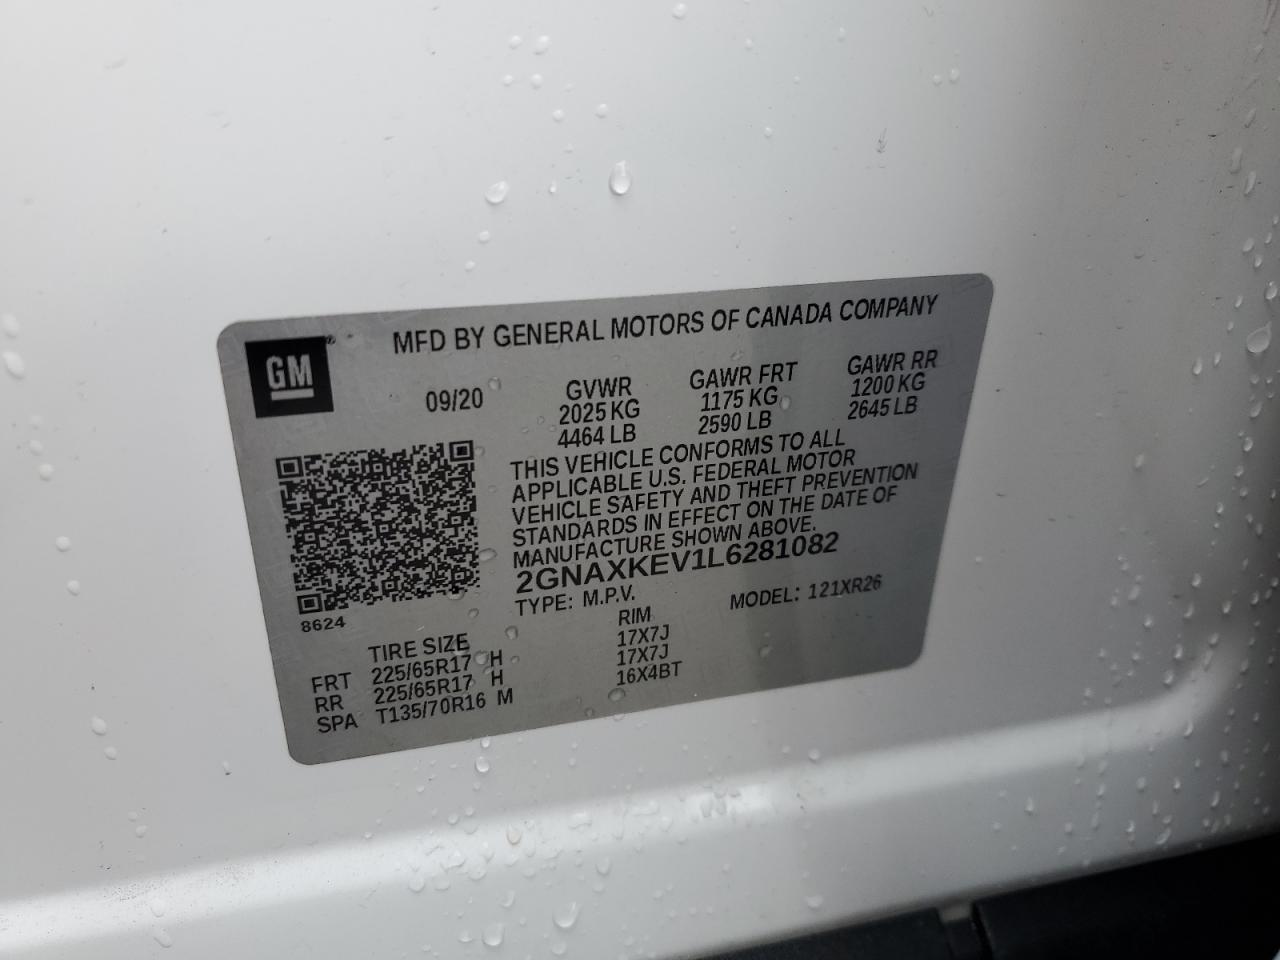 GM
MFD BY GENERAL MOTORS OF CANADA COMPANY
09/20
GVWR
2025 KG
4464 LB
GAWR FRT
1175 KG
2590 LB
GAWR RR
1200 KG
2645 LB
THIS VEHICLE CONFORMS TO ALL
APPLICABLE U.S. FEDERAL MOTOR
VEHICLE SAFETY AND THEFT PREVENTION
STANDARDS IN EFFECT ON THE DATE OF
MANUFACTURE SHOWN ABOVE.
2GNAXKEV1L6281082
TYPE: M.P.V. MODEL: 121XR26
8624
TIRE SIZE RIM
FRT 225/65R17 H 17X7J
RR 225/65R17 H 17X7J
SPA T135/70R16 M 16X4BT